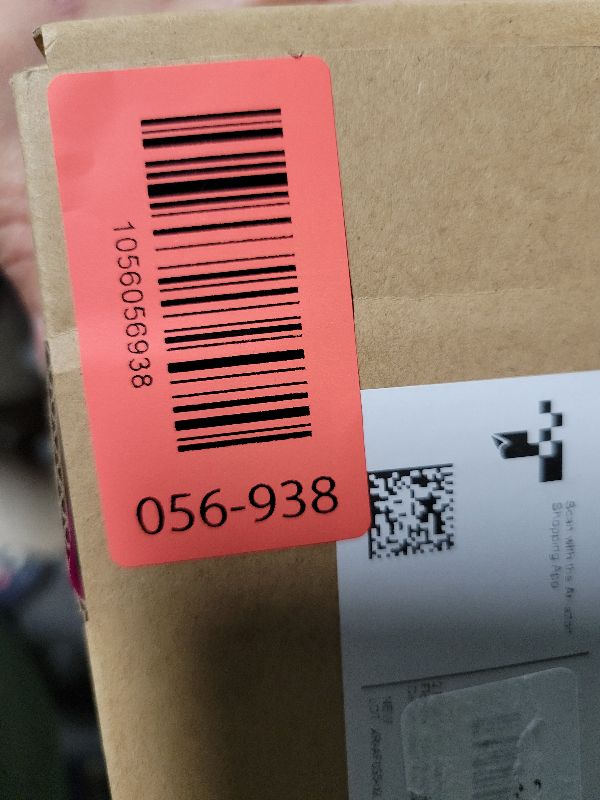 1056056938
056-938
Scan with the Amazon
Shopping App